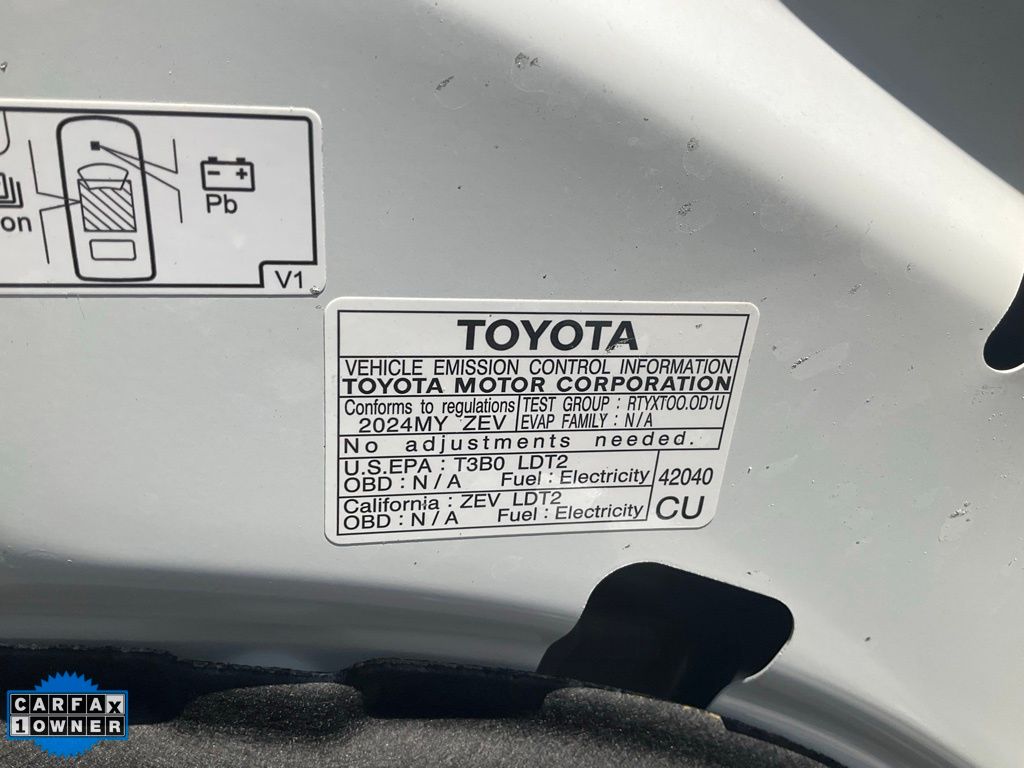 on
Pb
V1
TOYOTA
VEHICLE EMISSION CONTROL INFORMATION
TOYOTA MOTOR CORPORATION
Conforms to regulations
2024MY ZEV
TEST GROUP : RTYXT00.0D1U
EVAP FAMILY : N/A
No adjustments needed.
U.S.EPA : T3B0 LDT2
OBD : N/A Fuel : Electricity
California : ZEV LDT2
OBD : N/A Fuel : Electricity
42040
CU
CARFAX
1 OWNER